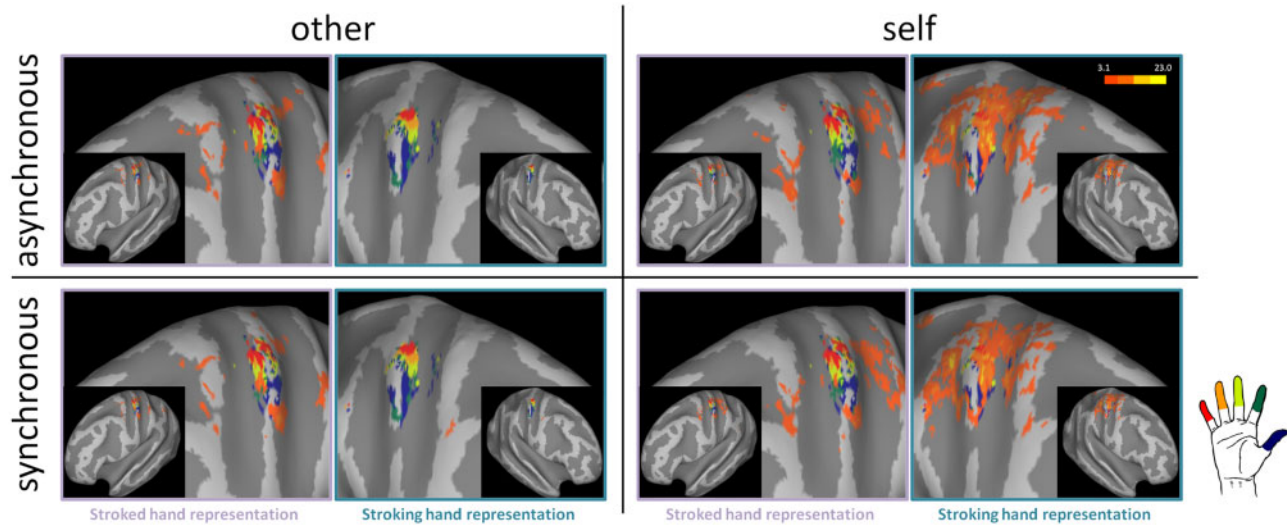 other
self
asynchronous
3.1 23.0
synchronous
Stroked hand representation
Stroking hand representation
Stroked hand representation
Stroking hand representation